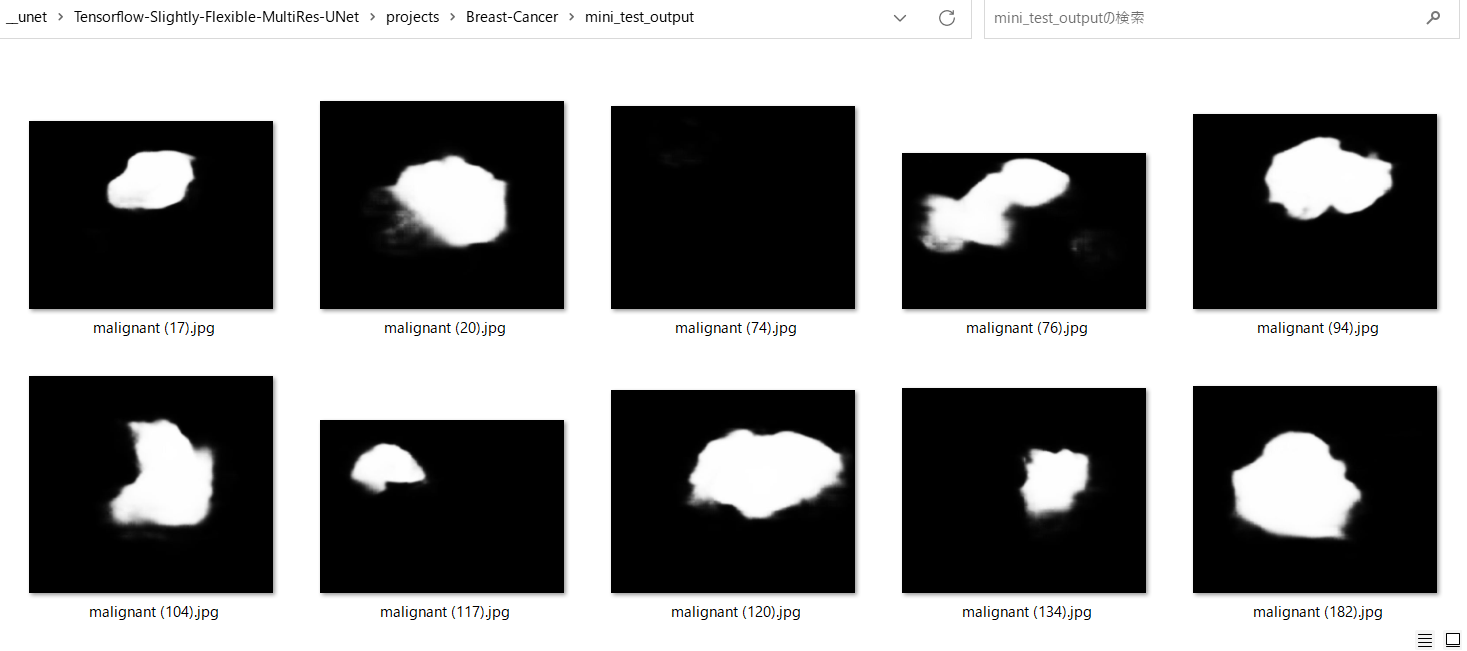 __unet > Tensorflow-Slightly-Flexible-MultiRes-UNet > projects > Breast-Cancer > mini_test_output
mini_test_outputの検索
malignant (17).jpg
malignant (20).jpg
malignant (74).jpg
malignant (76).jpg
malignant (94).jpg
malignant (104).jpg
malignant (117).jpg
malignant (120).jpg
malignant (134).jpg
malignant (182).jpg